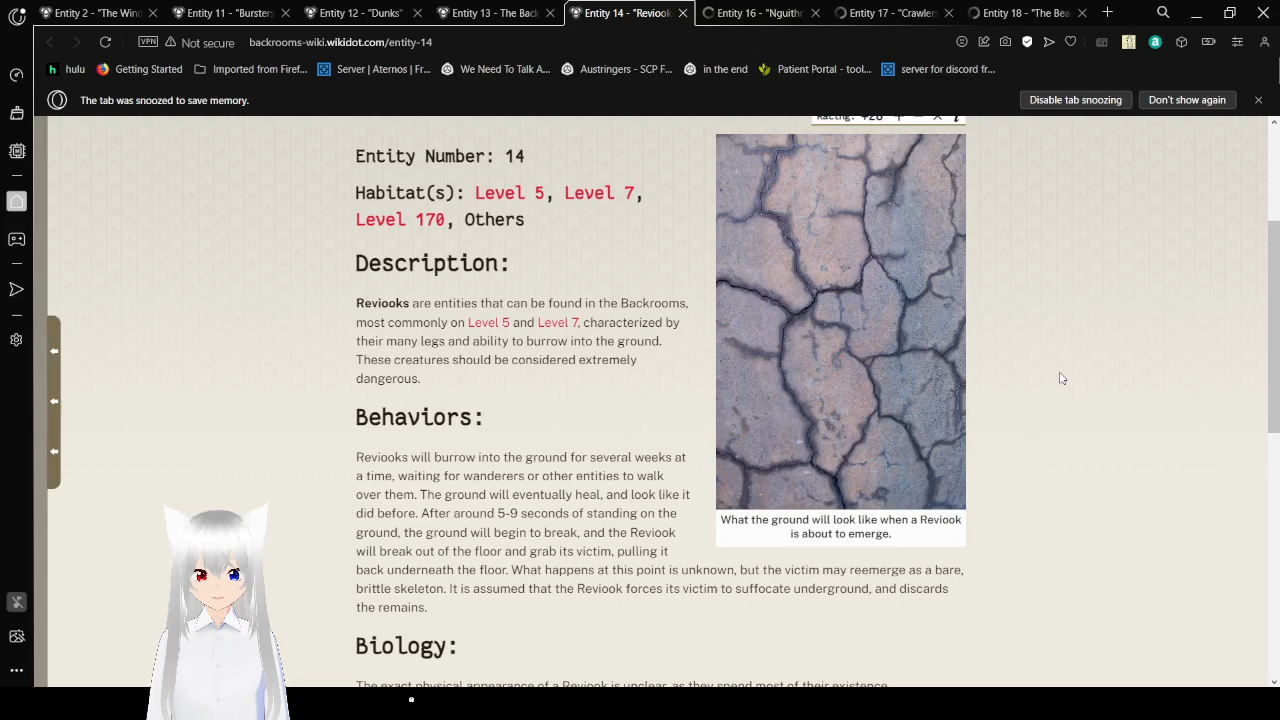 Entity 2 - "The Wind
Entity 11 - "Bursters
Entity 12 - "Dunks"
Entity 13 - The Back
Entity 14 - "Reviook
Entity 16 - "Nguithr
Entity 17 - "Crawlers
Entity 18 - "The Bea
VPN
Not secure
backrooms-wiki.wikidot.com/entity-14
hulu
Getting Started
Imported from Firef...
Server | Aternos | Fr...
We Need To Talk A...
Austringers - SCP F...
in the end
Patient Portal - tool...
server for discord fr...
The tab was snoozed to save memory.
Disable tab snoozing
Don't show again
Rating: +28
Entity Number: 14
Habitat(s): Level 5, Level 7,
Level 170, Others
Description:
Reviooks are entities that can be found in the Backrooms,
most commonly on Level 5 and Level 7, characterized by
their many legs and ability to burrow into the ground.
These creatures should be considered extremely
dangerous.
Behaviors:
Reviooks will burrow into the ground for several weeks at
a time, waiting for wanderers or other entities to walk
over them. The ground will eventually heal, and look like it
did before. After around 5-9 seconds of standing on the
ground, the ground will begin to break, and the Reviook
will break out of the floor and grab its victim, pulling it
back underneath the floor. What happens at this point is unknown, but the victim may reemerge as a bare,
brittle skeleton. It is assumed that the Reviook forces its victim to suffocate underground, and discards
the remains.
What the ground will look like when a Reviook
is about to emerge.
Biology:
The exact physical appearance of a Reviook is unclear, as they spend most of their existence